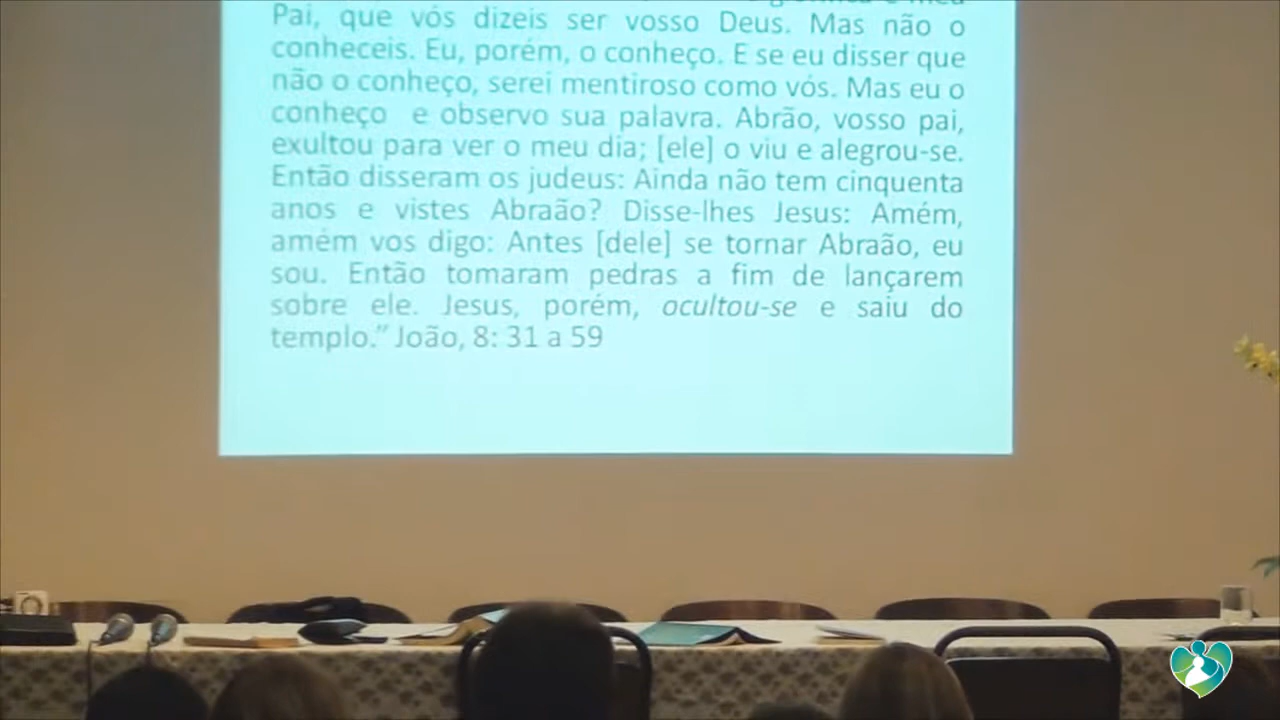 Pai, que vós dizeis ser vosso Deus. Mas não o
conheceis. Eu, porém, o conheço. E se eu disser que
não o conheço, serei mentiroso como vós. Mas eu o
conheço e observo sua palavra. Abrão, vosso pai,
exultou para ver o meu dia; [ele] o viu e alegrou-se.
Então disseram os judeus: Ainda não tem cinquenta
anos e vistes Abraão? Disse-lhes Jesus: Amém,
amém vos digo: Antes [dele] se tornar Abraão, eu
sou. Então tomaram pedras a fim de lançarem
sobre ele. Jesus, porém, ocultou-se e saiu do
templo.” João, 8: 31 a 59